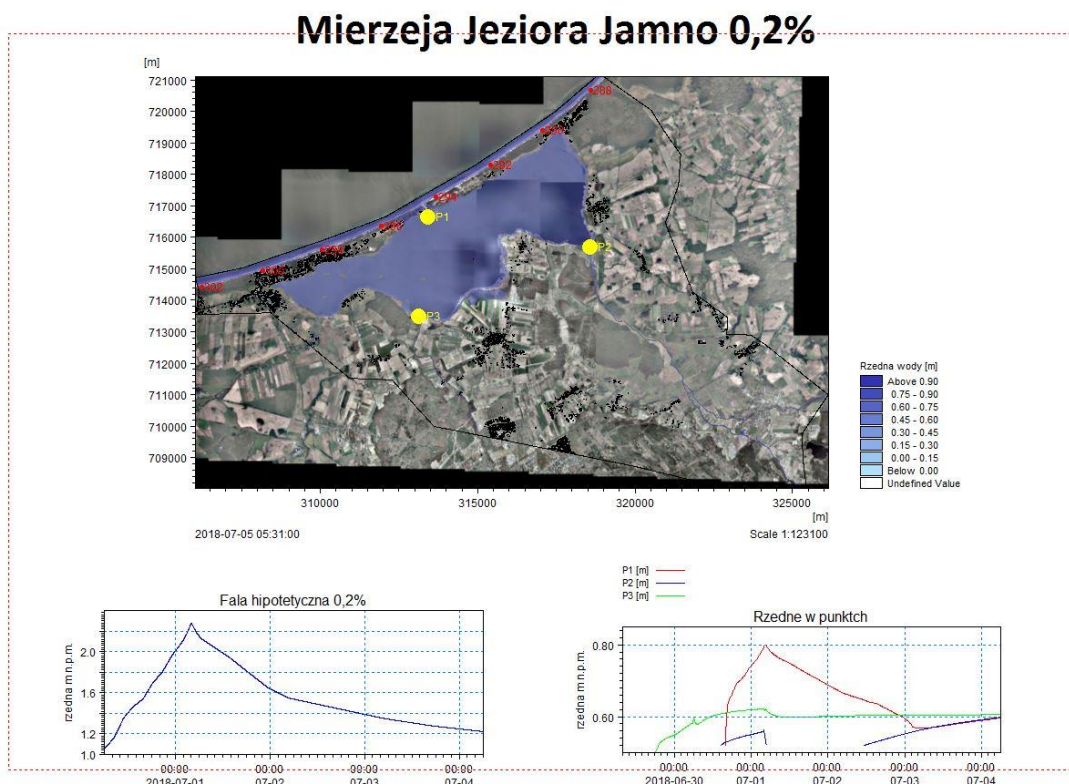 Mierzeja Jeziora Jamno 0,2%
[m]
721000
720000
719000
718000
717000
716000
715000
714000
713000
712000
711000
710000
709000
288
292
294
P1
P2
P3
310000
315000
320000
325000
[m]
2018-07-05 05:31:00
Scale 1:123100
Rzedna wody [m]
Above 0.90
0.75 - 0.90
0.60 - 0.75
0.45 - 0.60
0.30 - 0.45
0.15 - 0.30
0.00 - 0.15
Below 0.00
Undefined Value
Fala hipotetyczna 0,2%
rzedna m n.p.m.
2.0
1.6
1.2
1.0
00:00 00:00 00:00 00:00
2018-07-01 07-02 07-03 07-04
P1 [m]
P2 [m]
P3 [m]
Rzedne w punktch
rzedna m n.p.m.
0.80
0.60
00:00 00:00 00:00 00:00 00:00
2018-06-30 07-01 07-02 07-03 07-04